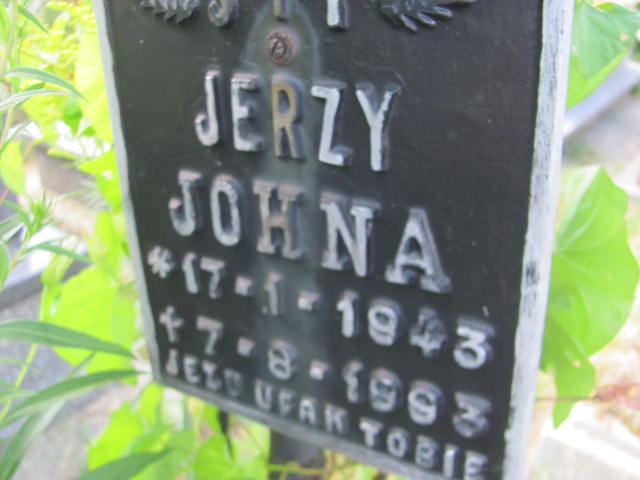 JERZY
JOHNA
* 17 - 1 - 1943
+ 7 - 8 - 1993
JEZU UFAM TOBIE